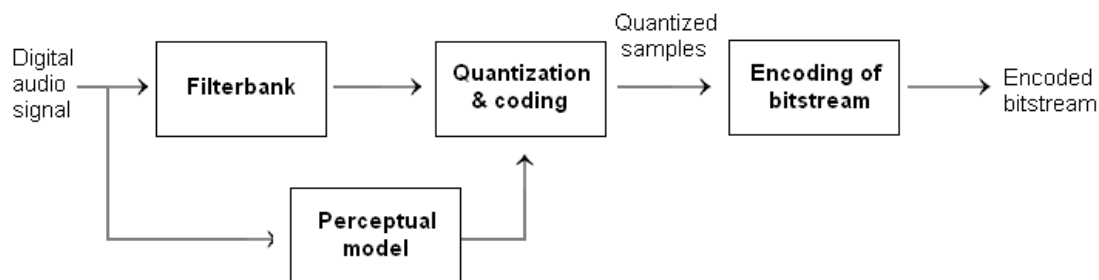 Digital
audio
signal
Filterbank
Quantization
& coding
Quantized
samples
Encoding of
bitstream
Encoded
bitstream
Perceptual
model